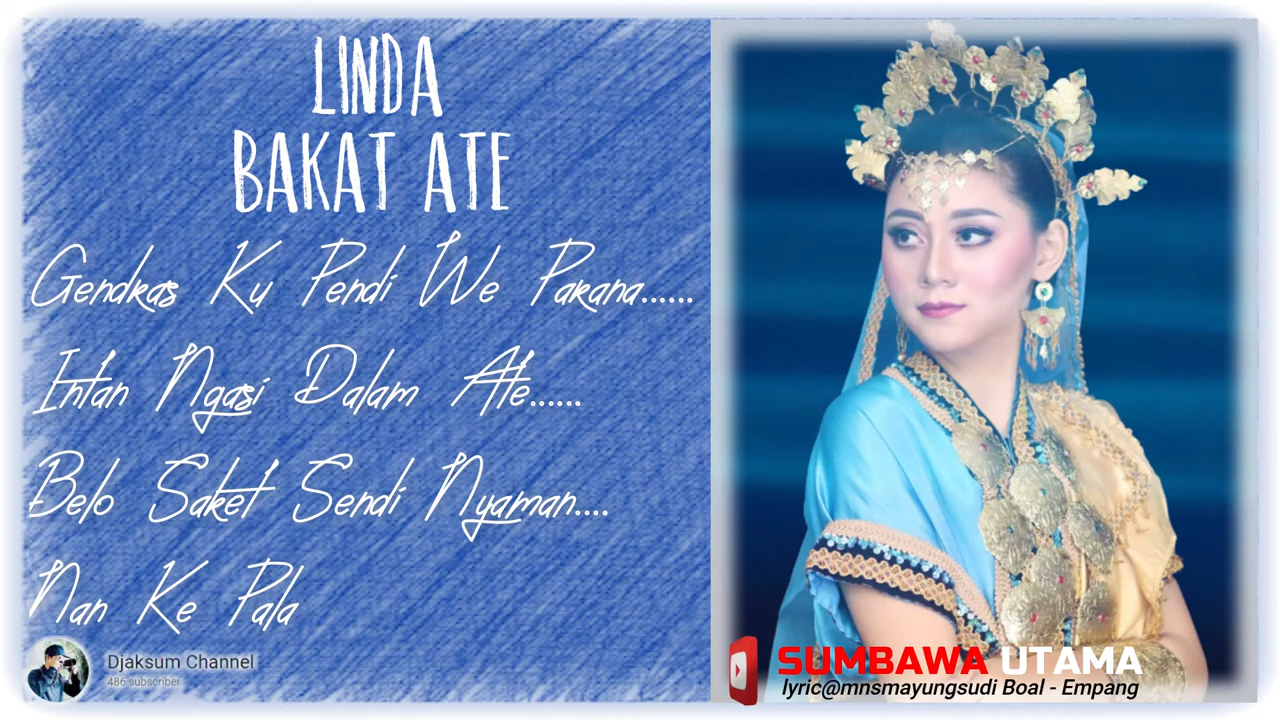 LINDA
BAKAT ATE
Gendkas Ku Pendi We Pakana......
Intan Ngasi Dalam Ate......
Belo Saket Sendi Nyaman....
Nan Ke Pala
Djaksum Channel
486 subscriber
SUMBAWA UTAMA
lyric@mnsmayungsudi Boal - Empang